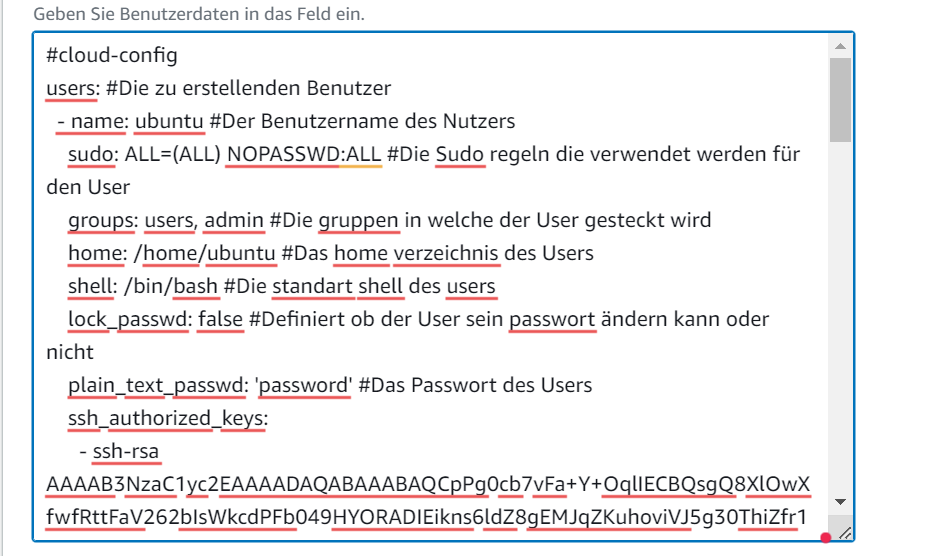 Geben Sie Benutzerdaten in das Feld ein.
#cloud-config
users: #Die zu erstellenden Benutzer
- name: ubuntu #Der Benutzername des Nutzers
sudo: ALL=(ALL) NOPASSWD:ALL #Die Sudo regeln die verwendet werden für
den User
groups: users, admin #Die gruppen in welche der User gesteckt wird
home: /home/ubuntu #Das home verzeichnis des Users
shell: /bin/bash #Die standart shell des users
lock_passwd: false #Definiert ob der User sein passwort ändern kann oder
nicht
plain_text_passwd: 'password' #Das Passwort des Users
ssh_authorized_keys:
- ssh-rsa
AAAAB3NzaC1yc2EAAAADAQABAAABAQCpPg0cb7vFa+Y+OqlIECBQsgQ8XlOwX
fwfRttFaV262bIsWkcdPFb049HYORADIEikns6ldZ8gEMJqZKuhoviVJ5g30ThiZfr1